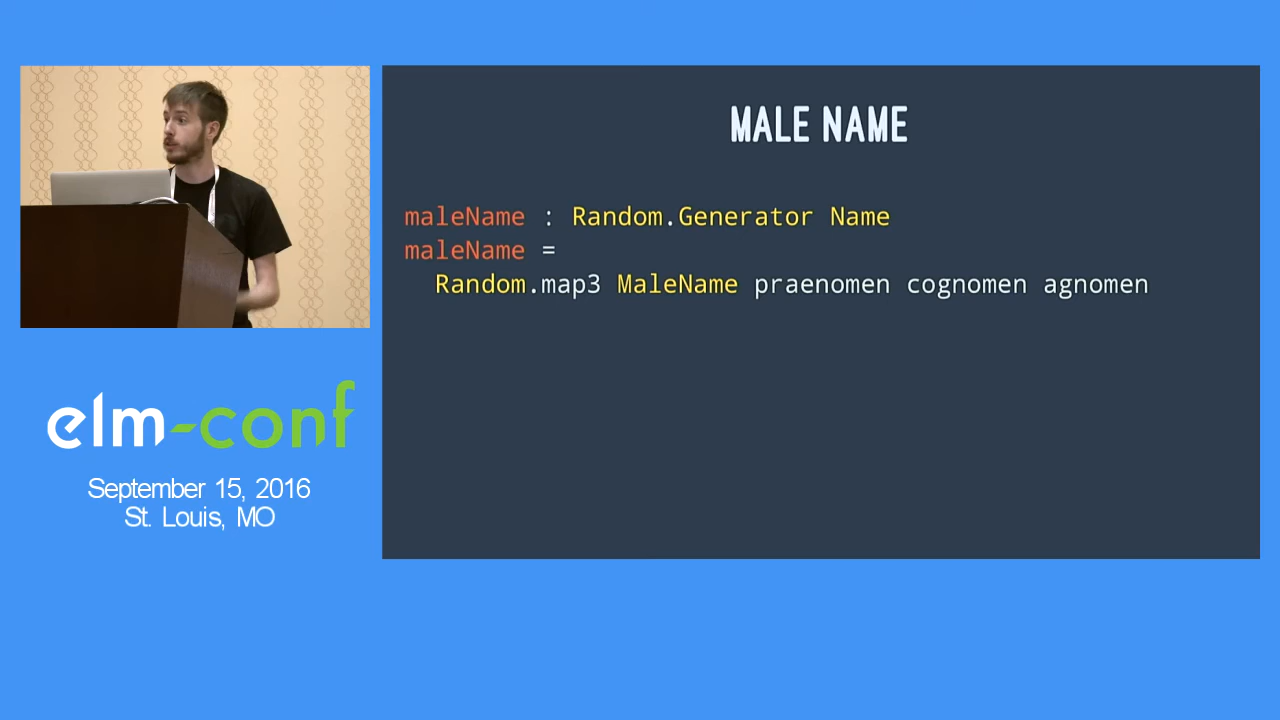 MALE NAME
maleName : Random.Generator Name
maleName =
Random.map3 MaleName praenomen cognomen agnomen
elm-conf
September 15, 2016
St. Louis, MO